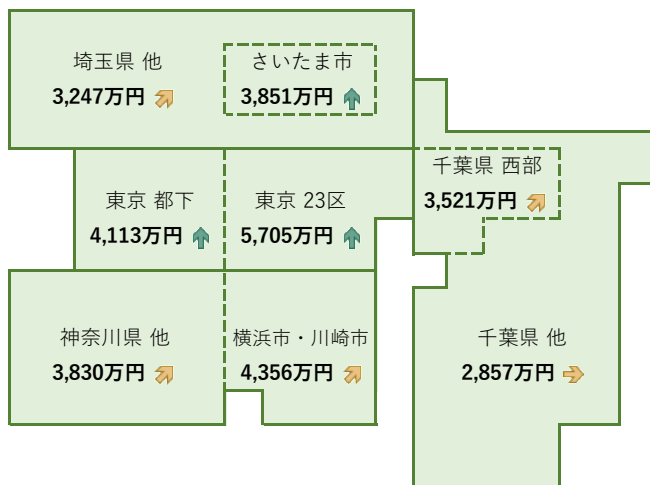 埼玉県 他
3,247万円
さいたま市
3,851万円
千葉県 西部
3,521万円
東京 都下
4,113万円
東京 23区
5,705万円
神奈川県 他
3,830万円
横浜市・川崎市
4,356万円
千葉県 他
2,857万円